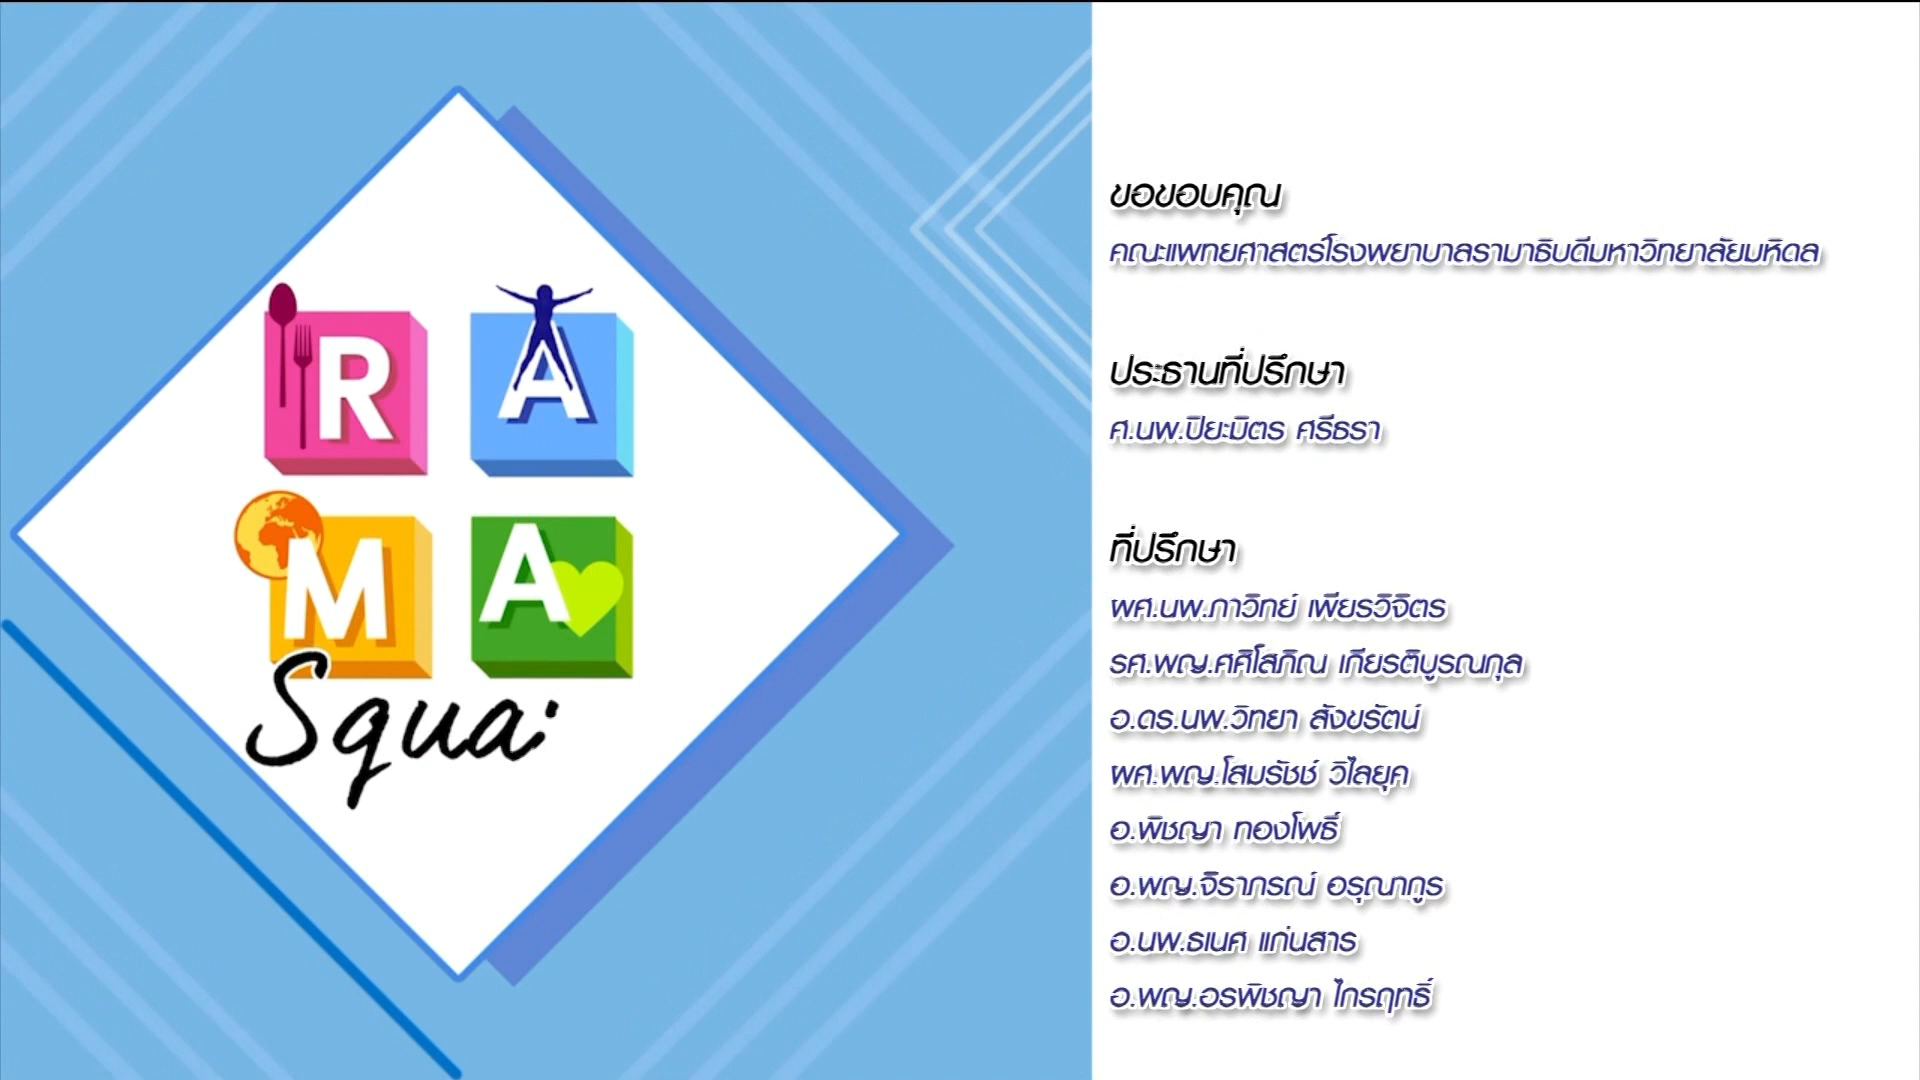 RA
MA
Squa
ขอขอบคุณ
คณะแพทยศาสตร์โรงพยาบาลรามาธิบดีมหาวิทยาลัยมหิดล
ประธานที่ปรึกษา
ศ.นพ.ปิยะมิตร ศรีธรา
ที่ปรึกษา
ผศ.นพ.ภาวิทย์ เพียรวิจิตร
รศ.พญ.ศศิโสภิณ เกียรติบูรณกุล
อ.ดร.นพ.วิทยา สังขรัตน์
ผศ.พญ.โสมรัชช์ วิไลยุค
อ.พิชญา ทองโพธิ์
อ.พญ.จิราภรณ์ อรุณากูร
อ.นพ.ธเนศ แก่นสาร
อ.พญ.อรพิชญา ไกรฤทธิ์